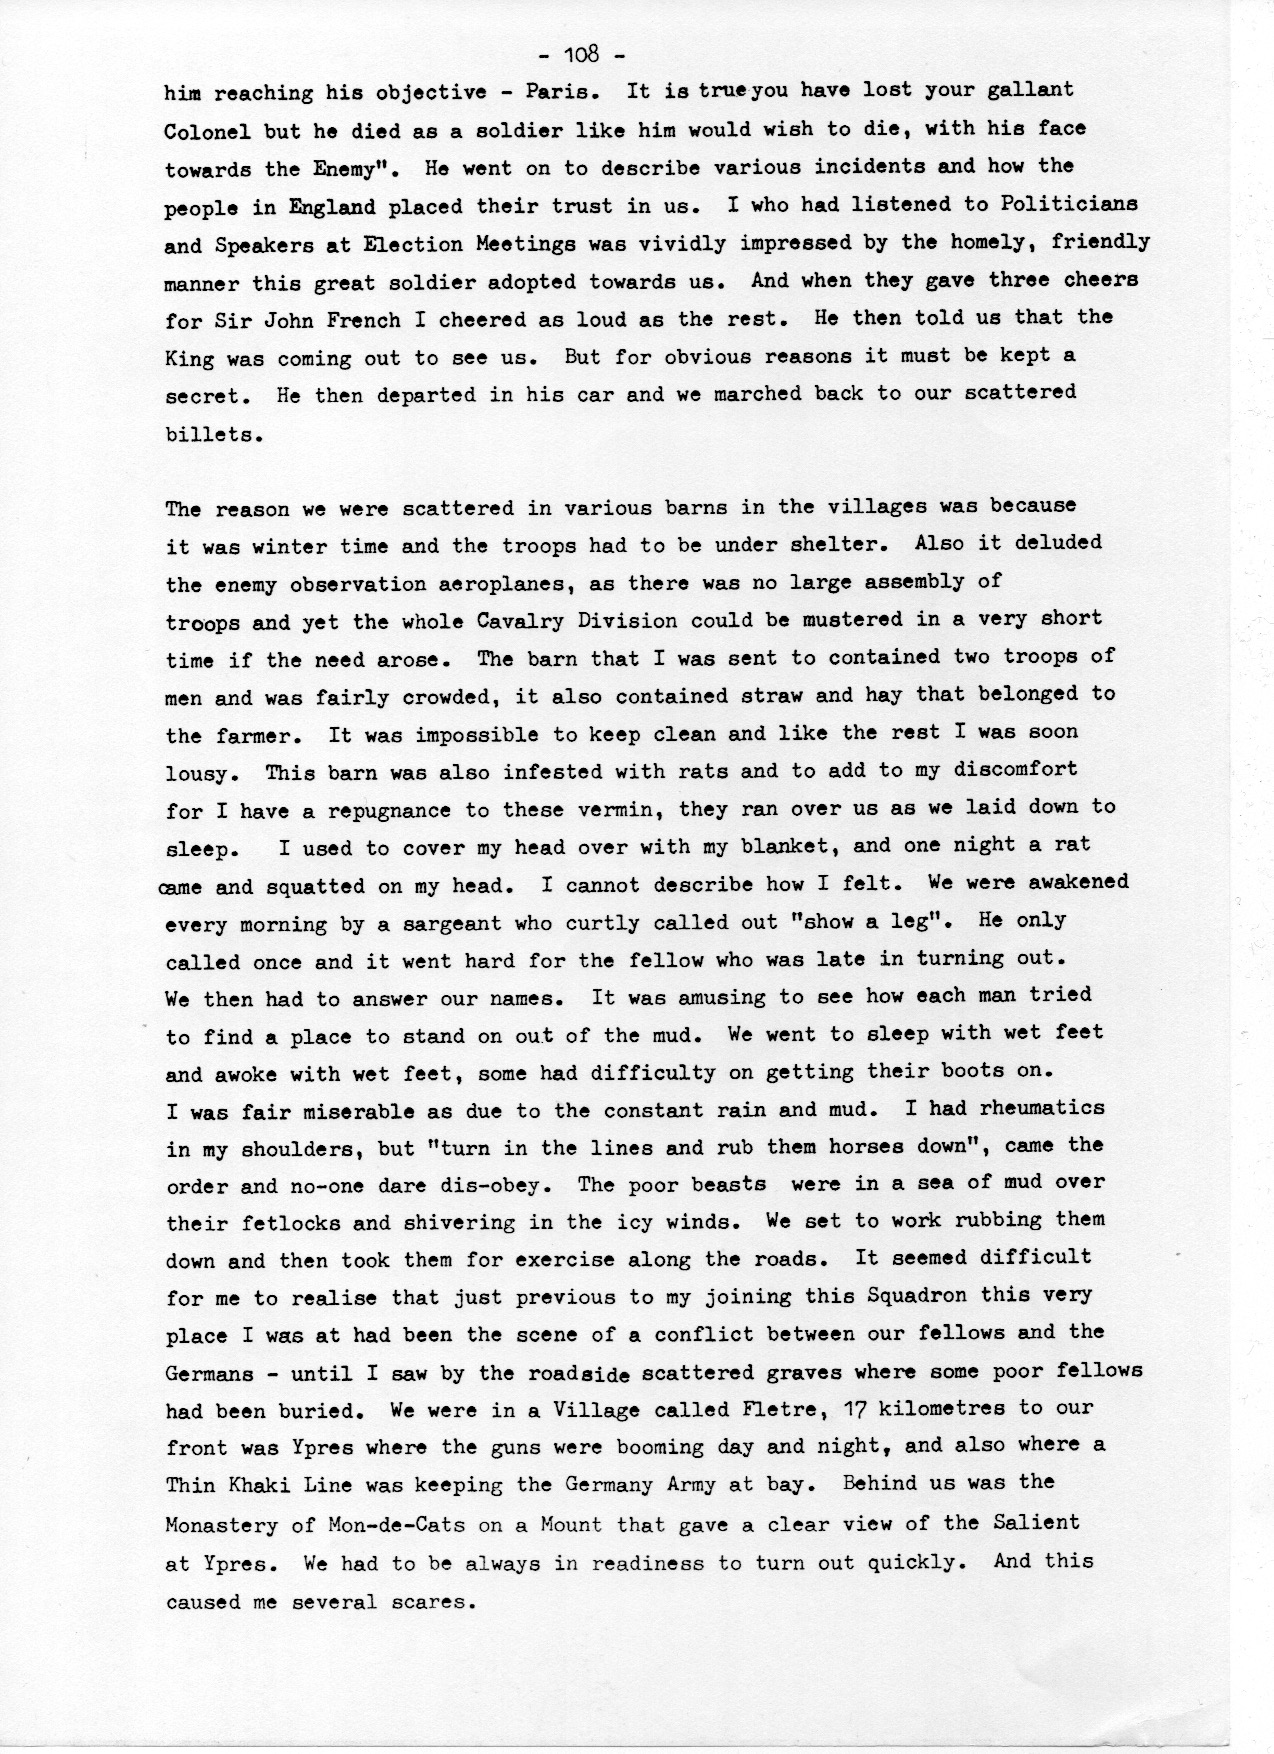 - 108 -
him reaching his objective - Paris. It is true you have lost your gallant
Colonel but he died as a soldier like him would wish to die, with his face
towards the Enemy". He went on to describe various incidents and how the
people in England placed their trust in us. I who had listened to Politicians
and Speakers at Election Meetings was vividly impressed by the homely, friendly
manner this great soldier adopted towards us. And when they gave three cheers
for Sir John French I cheered as loud as the rest. He then told us that the
King was coming out to see us. But for obvious reasons it must be kept a
secret. He then departed in his car and we marched back to our scattered
billets.
The reason we were scattered in various barns in the villages was because
it was winter time and the troops had to be under shelter. Also it deluded
the enemy observation aeroplanes, as there was no large assembly of
troops and yet the whole Cavalry Division could be mustered in a very short
time if the need arose. The barn that I was sent to contained two troops of
men and was fairly crowded, it also contained straw and hay that belonged to
the farmer. It was impossible to keep clean and like the rest I was soon
lousy. This barn was also infested with rats and to add to my discomfort
for I have a repugnance to these vermin, they ran over us as we laid down to
sleep. I used to cover my head over with my blanket, and one night a rat
came and squatted on my head. I cannot describe how I felt. We were awakened
every morning by a sargeant who curtly called out "show a leg". He only
called once and it went hard for the fellow who was late in turning out.
We then had to answer our names. It was amusing to see how each man tried
to find a place to stand on out of the mud. We went to sleep with wet feet
and awoke with wet feet, some had difficulty on getting their boots on.
I was fair miserable as due to the constant rain and mud. I had rheumatics
in my shoulders, but "turn in the lines and rub them horses down", came the
order and no-one dare dis-obey. The poor beasts were in a sea of mud over
their fetlocks and shivering in the icy winds. We set to work rubbing them
down and then took them for exercise along the roads. It seemed difficult
for me to realise that just previous to my joining this Squadron this very
place I was at had been the scene of a conflict between our fellows and the
Germans - until I saw by the roadside scattered graves where some poor fellows
had been buried. We were in a Village called Fletre, 17 kilometres to our
front was Ypres where the guns were booming day and night, and also where a
Thin Khaki Line was keeping the Germany Army at bay. Behind us was the
Monastery of Mon-de-Cats on a Mount that gave a clear view of the Salient
at Ypres. We had to be always in readiness to turn out quickly. And this
caused me several scares.